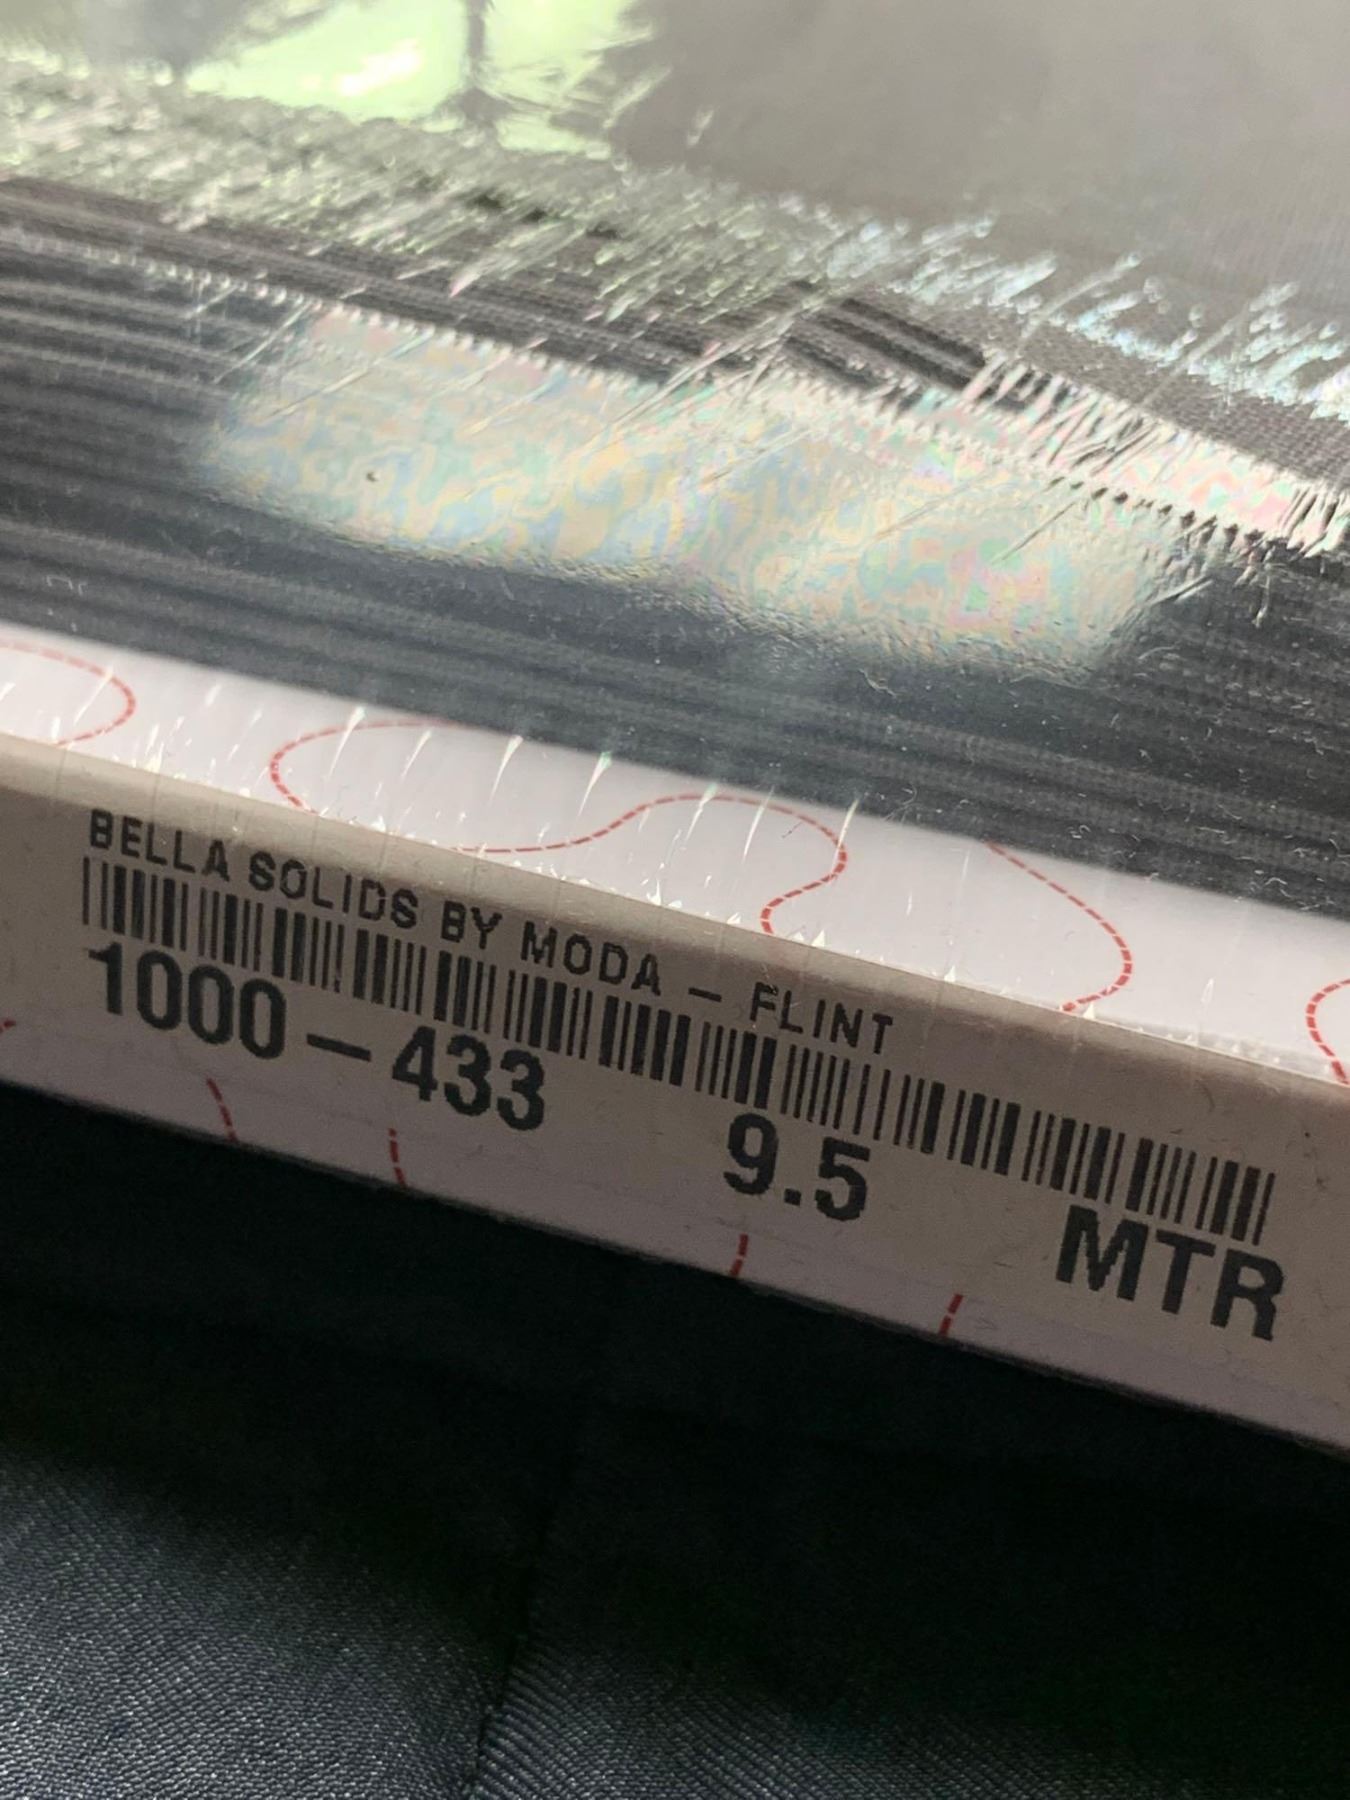 BELLA SOLIDS BY MODA – FLINT
1000–433 9.5 MTR